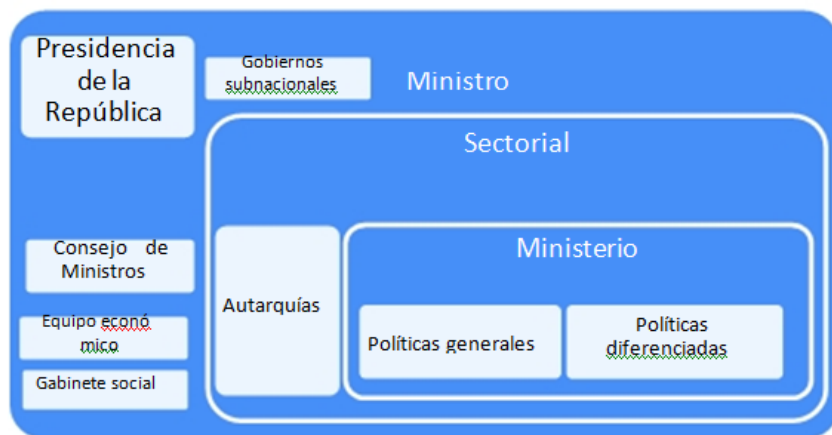 Presidencia
de la
República
Gobiernos
subnacionales
Ministro
Sectorial
Consejo de
Ministros
Ministerio
Autarquías
Equipo econó
mico
Políticas generales
Políticas
diferenciadas
Gabinete social